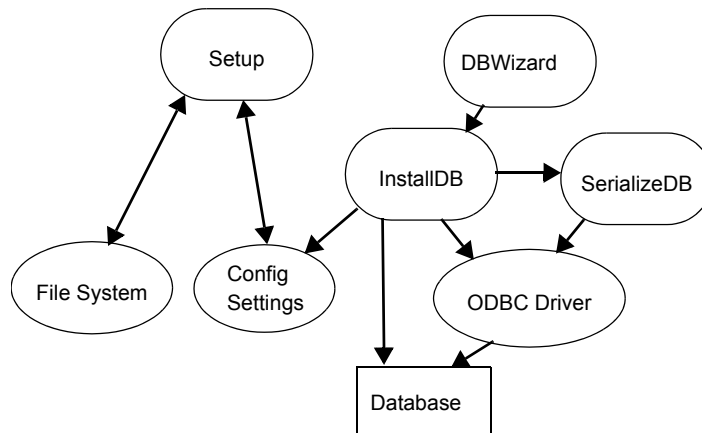 Setup
DBWizard
InstallDB
SerializeDB
File System
Config
Settings
ODBC Driver
Database